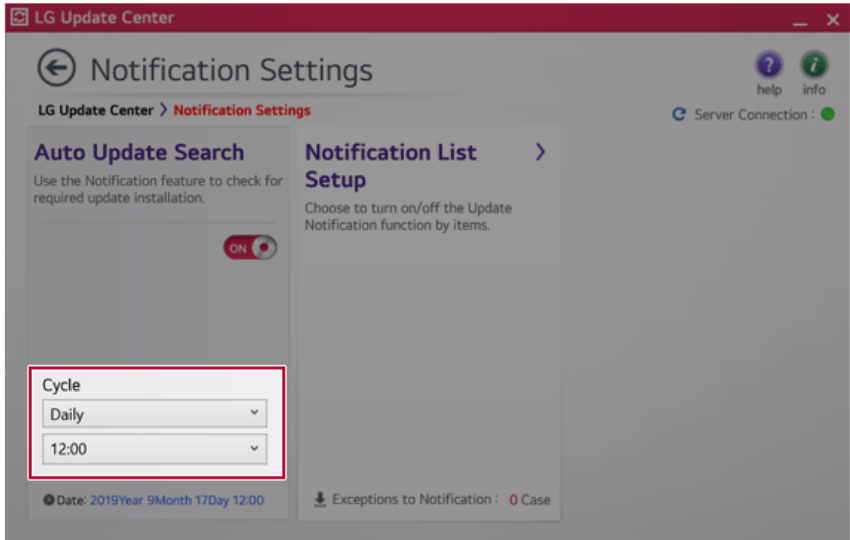 LG Update Center
Notification Settings
help
info
LG Update Center > Notification Settings
Server Connection :
Auto Update Search
Use the Notification feature to check for
required update installation.
ON
Cycle
Daily
12:00
Date: 2019Year 9Month 17Day 12:00
Notification List
Setup
Choose to turn on/off the Update
Notification function by items.
Exceptions to Notification : 0 Case